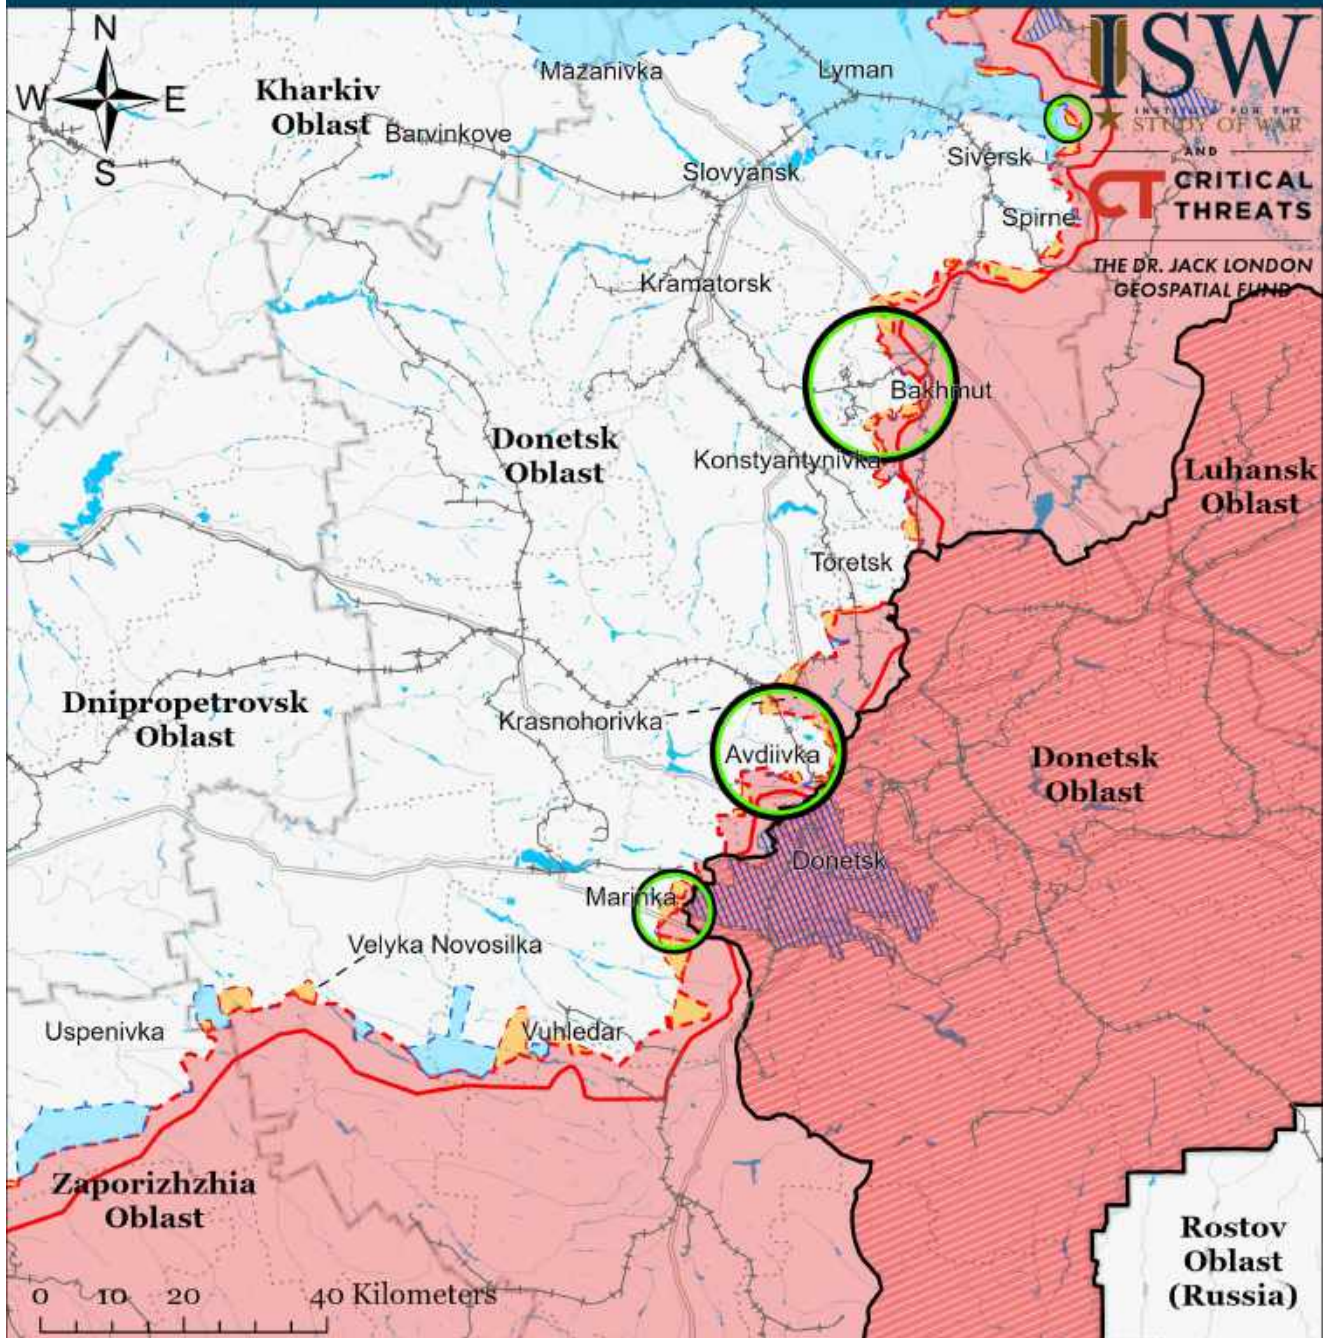 N
W
E
S
ISW
INSTITUTE FOR THE
STUDY OF WAR
AND
CT CRITICAL
THREATS
THE DR. JACK LONDON
GEOSPATIAL FUND
Kharkiv
Oblast
Barvinkove
Mazanivka
Lyman
Siversk
Slovyansk
Spirne
Kramatorsk
Bakhmut
Donetsk
Oblast
Konstyantynivka
Luhansk
Oblast
Toretsk
Dnipropetrovsk
Oblast
Krasnohorivka
Avdiivka
Donetsk
Oblast
Donetsk
Marinka
Velyka Novosilka
Uspenivka
Vuhledar
Zaporizhzhia
Oblast
Rostov
Oblast
(Russia)
0 10 20 40 Kilometers